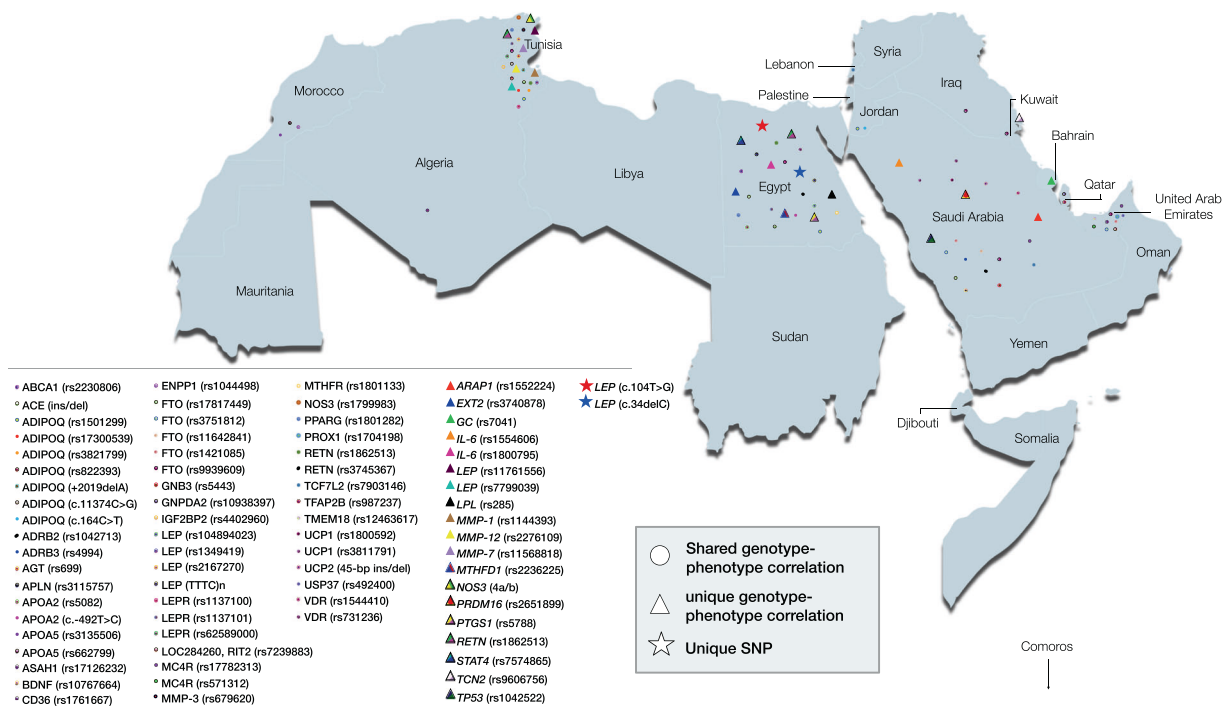 Tunisia
Morocco
Algeria
Libya
Egypt
Mauritania
Sudan
Syria
Lebanon
Iraq
Palestine
Jordan
Kuwait
Bahrain
Qatar
United Arab
Emirates
Saudi Arabia
Oman
Yemen
Djibouti
Somalia
Comoros
ABCA1 (rs2230806)
ACE (ins/del)
ADIPOQ (rs1501299)
ADIPOQ (rs17300539)
ADIPOQ (rs3821799)
ADIPOQ (rs822393)
ADIPOQ (+2019delA)
ADIPOQ (c.11374C>G)
ADIPOQ (c.164C>T)
ADRB2 (rs1042713)
ADRB3 (rs4994)
AGT (rs699)
APLN (rs3115757)
APOA2 (rs5082)
APOA2 (c.-492T>C)
APOA5 (rs3135506)
APOA5 (rs662799)
ASAH1 (rs17126232)
BDNF (rs10767664)
CD36 (rs1761667)
ENPP1 (rs1044498)
FTO (rs17817449)
FTO (rs3751812)
FTO (rs11642841)
FTO (rs1421085)
FTO (rs9939609)
GNB3 (rs5443)
GNPDA2 (rs10938397)
IGF2BP2 (rs4402960)
LEP (rs104894023)
LEP (rs1349419)
LEP (rs2167270)
LEP (TTTC)n
LEPR (rs1137100)
LEPR (rs1137101)
LEPR (rs62589000)
LOC284260, RIT2 (rs7239883)
MC4R (rs17782313)
MC4R (rs571312)
MMP-3 (rs679620)
MTHFR (rs1801133)
NOS3 (rs1799983)
PPARG (rs1801282)
PROX1 (rs1704198)
RETN (rs1862513)
RETN (rs3745367)
TCF7L2 (rs7903146)
TFAP2B (rs987237)
TMEM18 (rs12463617)
UCP1 (rs1800592)
UCP1 (rs3811791)
UCP2 (45-bp ins/del)
USP37 (rs492400)
VDR (rs1544410)
VDR (rs731236)
ARAP1 (rs1552224)
EXT2 (rs3740878)
GC (rs7041)
IL-6 (rs1554606)
IL-6 (rs1800795)
LEP (rs11761556)
LEP (rs7799039)
LPL (rs285)
MMP-1 (rs1144393)
MMP-12 (rs2276109)
MMP-7 (rs11568818)
MTHFD1 (rs2236225)
NOS3 (4a/b)
PRDM16 (rs2651899)
PTGS1 (rs5788)
RETN (rs1862513)
STAT4 (rs7574865)
TCN2 (rs9606756)
TP53 (rs1042522)
LEP (c.104T>G)
LEP (c.34delC)
Shared genotype-
phenotype correlation
unique genotype-
phenotype correlation
Unique SNP